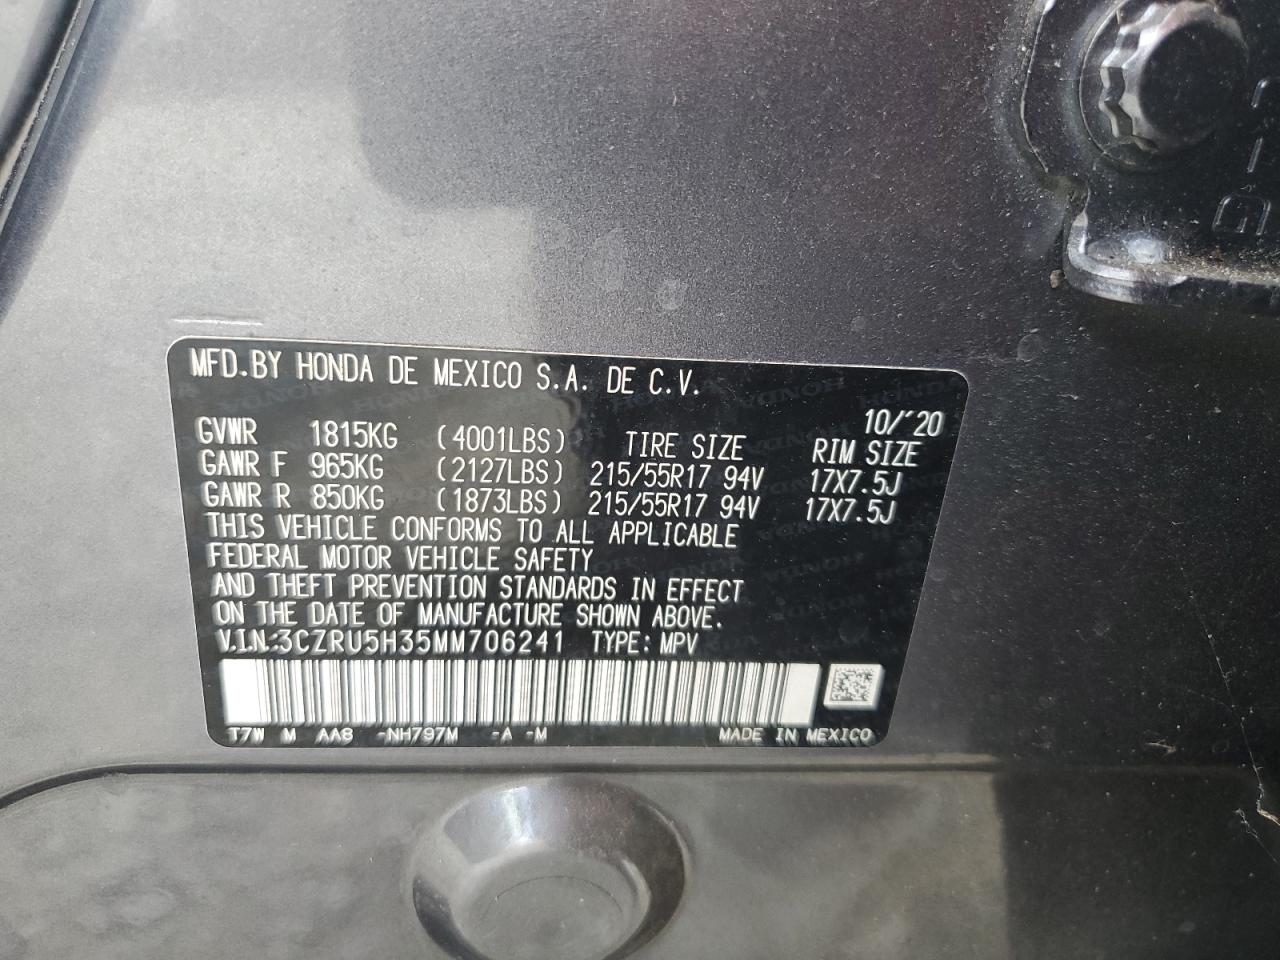 MFD.BY HONDA DE MEXICO S.A. DE C.V.
10/'20
GVWR 1815KG (4001LBS) TIRE SIZE RIM SIZE
GAWR F 965KG (2127LBS) 215/55R17 94V 17X7.5J
GAWR R 850KG (1873LBS) 215/55R17 94V 17X7.5J
THIS VEHICLE CONFORMS TO ALL APPLICABLE
FEDERAL MOTOR VEHICLE SAFETY
AND THEFT PREVENTION STANDARDS IN EFFECT
ON THE DATE OF MANUFACTURE SHOWN ABOVE.
V.I.N:3CZRU5H35MM706241 TYPE: MPV
T7W M AA8 -NH797M -A -M MADE IN MEXICO